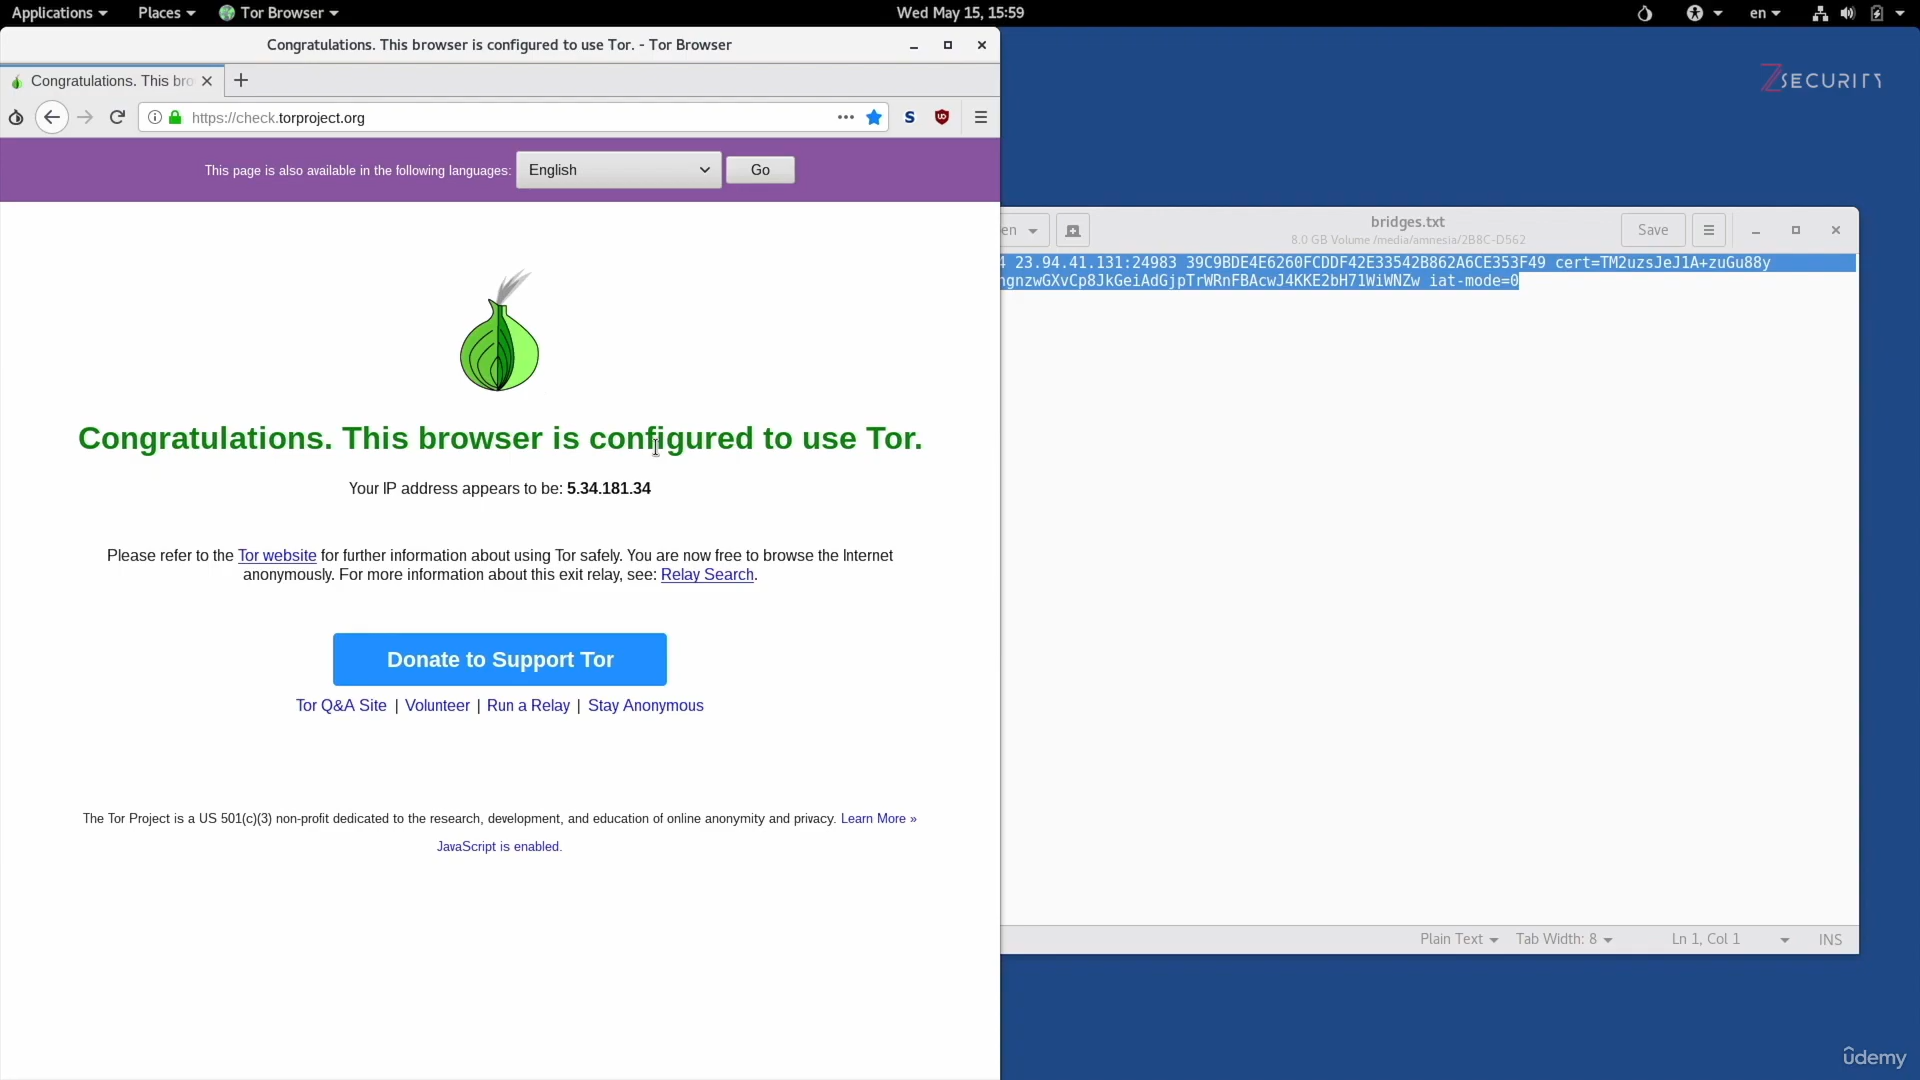 Applications
Places
Tor Browser
Wed May 15, 15:59
en
Congratulations. This browser is configured to use Tor. - Tor Browser
Congratulations. This bro
https://check.torproject.org
S
This page is also available in the following languages:
English
Go
Congratulations. This browser is configured to use Tor.
Your IP address appears to be: 5.34.181.34
Please refer to the Tor website for further information about using Tor safely. You are now free to browse the Internet
anonymously. For more information about this exit relay, see: Relay Search.
Donate to Support Tor
Tor Q&A Site | Volunteer | Run a Relay | Stay Anonymous
The Tor Project is a US 501(c)(3) non-profit dedicated to the research, development, and education of online anonymity and privacy. Learn More »
JavaScript is enabled.
ZSECURITY
en
bridges.txt
8.0 GB Volume /media/amnesia/2B8C-D562
Save
4 23.94.41.131:24983 39C9BDE4E6260FCDDF42E33542B862A6CE353F49 cert=TM2uzsJeJ1A+zuGu88y
ngnzwGXvCp8JkGeiAdGjpTrWRnFBAcwJ4KKE2bH71WiWNZw iat-mode=0
Plain Text
Tab Width: 8
Ln 1, Col 1
INS
ûdemy